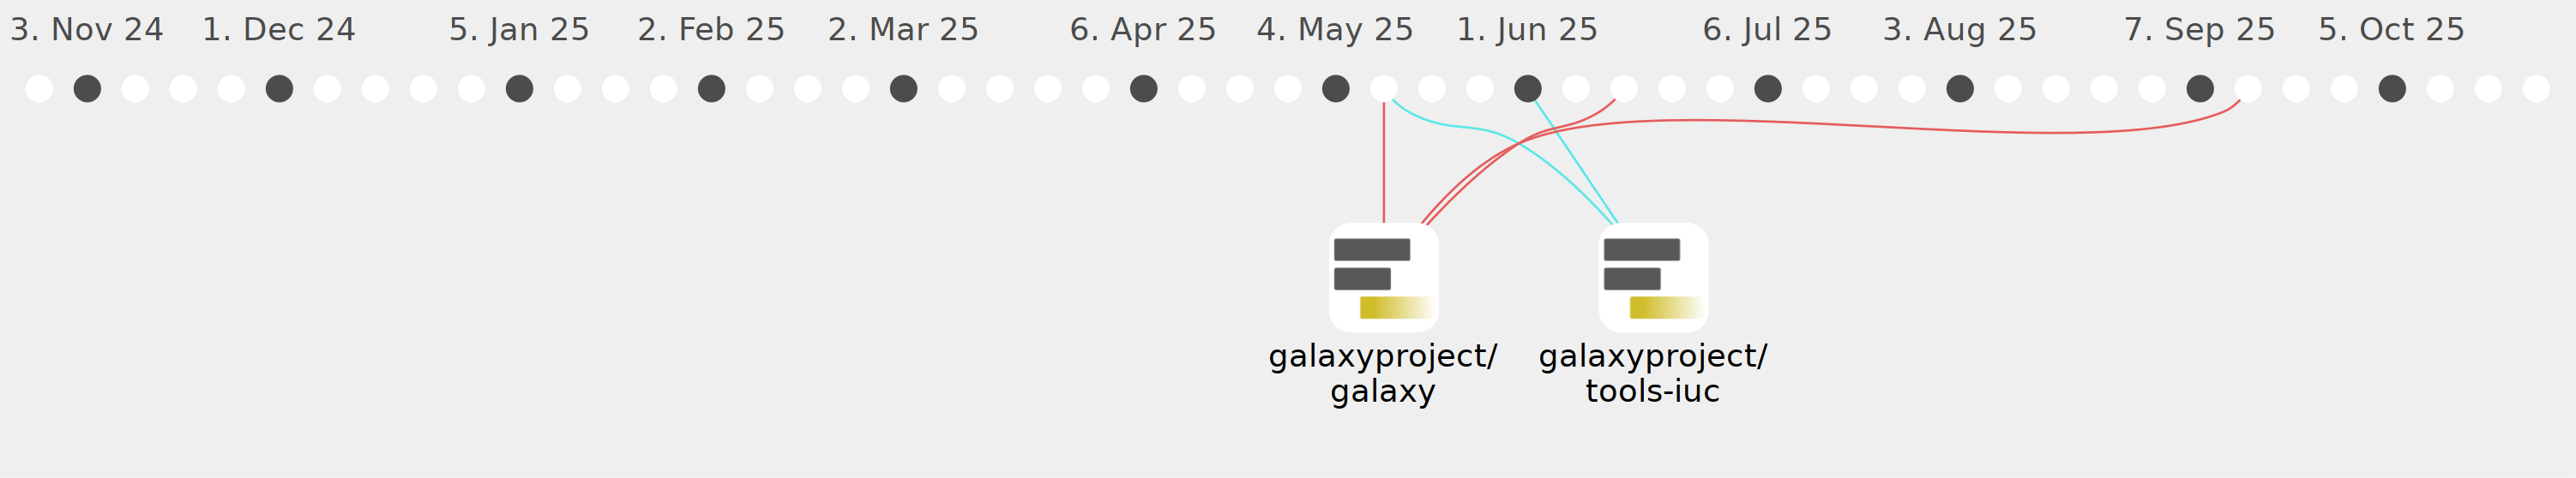 3. Nov 24 1. Dec 24 5. Jan 25 2. Feb 25 2. Mar 25 6. Apr 25 4. May 25 1. Jun 25 6. Jul 25 3. Aug 25 7. Sep 25 5. Oct 25
galaxyproject/
galaxy
galaxyproject/
tools-iuc